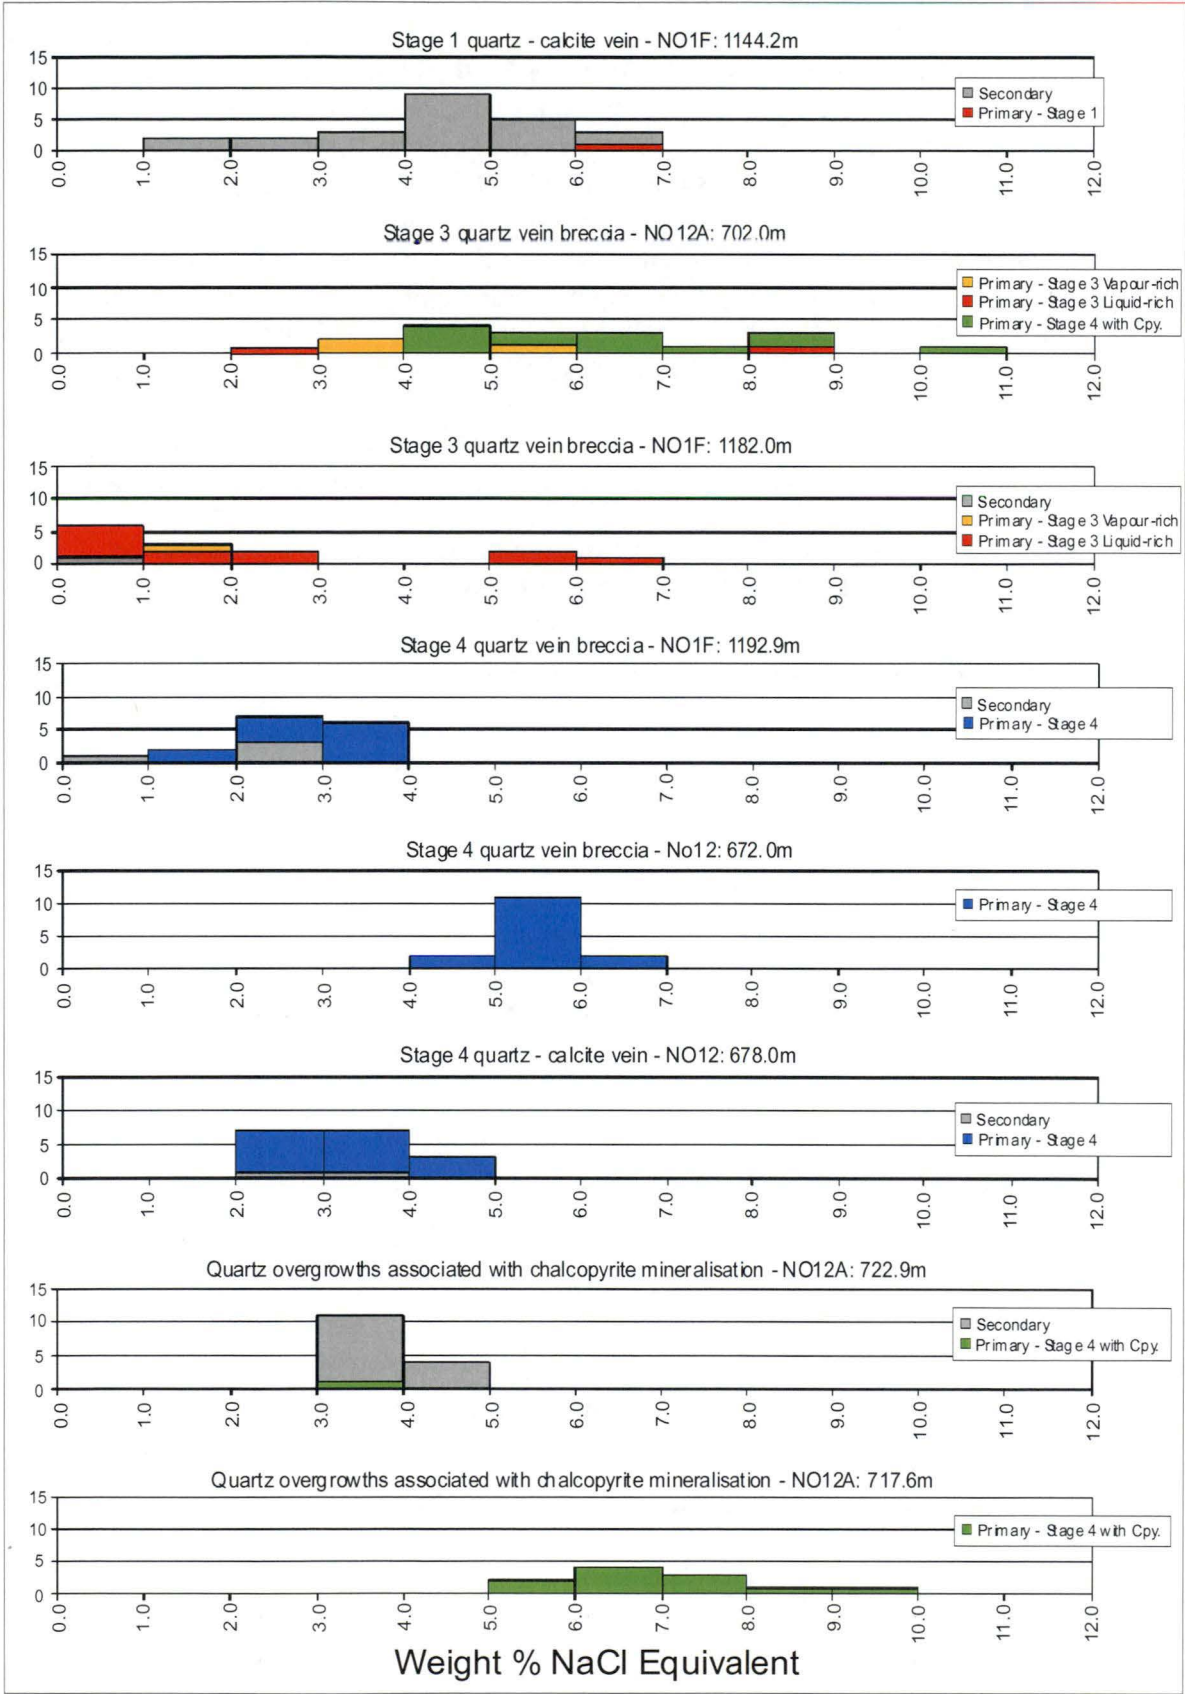 Stage 1 quartz - calcite vein - NO1F: 1144.2m
15
10
5
0
Secondary
Primary - Stage 1
0.0 1.0 2.0 3.0 4.0 5.0 6.0 7.0 8.0 9.0 10.0 11.0 12.0
Stage 3 quartz vein breccia - NO12A: 702.0m
15
10
5
0
Primary - Stage 3 Vapour-rich
Primary - Stage 3 Liquid-rich
Primary - Stage 4 with Cpy.
0.0 1.0 2.0 3.0 4.0 5.0 6.0 7.0 8.0 9.0 10.0 11.0 12.0
Stage 3 quartz vein breccia - NO1F: 1182.0m
15
10
5
0
Secondary
Primary - Stage 3 Vapour-rich
Primary - Stage 3 Liquid-rich
0.0 1.0 2.0 3.0 4.0 5.0 6.0 7.0 8.0 9.0 10.0 11.0 12.0
Stage 4 quartz vein breccia - NO1F: 1192.9m
15
10
5
0
Secondary
Primary - Stage 4
0.0 1.0 2.0 3.0 4.0 5.0 6.0 7.0 8.0 9.0 10.0 11.0 12.0
Stage 4 quartz vein breccia - No12: 672.0m
15
10
5
0
Primary - Stage 4
0.0 1.0 2.0 3.0 4.0 5.0 6.0 7.0 8.0 9.0 10.0 11.0 12.0
Stage 4 quartz - calcite vein - NO12: 678.0m
15
10
5
0
Secondary
Primary - Stage 4
0.0 1.0 2.0 3.0 4.0 5.0 6.0 7.0 8.0 9.0 10.0 11.0 12.0
Quartz overgrowths associated with chalcopyrite mineralisation - NO12A: 722.9m
15
10
5
0
Secondary
Primary - Stage 4 with Cpy.
0.0 1.0 2.0 3.0 4.0 5.0 6.0 7.0 8.0 9.0 10.0 11.0 12.0
Quartz overgrowths associated with chalcopyrite mineralisation - NO12A: 717.6m
15
10
5
0
Primary - Stage 4 with Cpy.
0.0 1.0 2.0 3.0 4.0 5.0 6.0 7.0 8.0 9.0 10.0 11.0 12.0
Weight % NaCl Equivalent